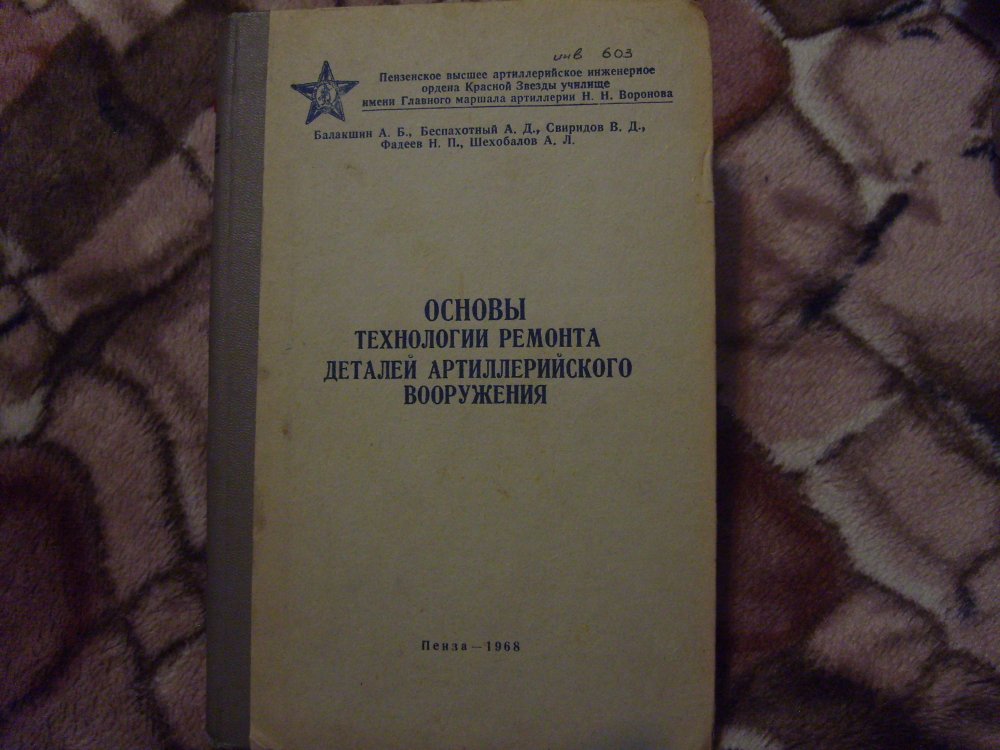 инв 603
Пензенское высшее артиллерийское инженерное
ордена Красной Звезды училище
имени Главного маршала артиллерии Н. Н. Воронова
Балакшин А. Б., Беспахотный А. Д., Свиридов В. Д.,
Фадеев Н. П., Шехобалов А. Л.
ОСНОВЫ
ТЕХНОЛОГИИ РЕМОНТА
ДЕТАЛЕЙ АРТИЛЛЕРИЙСКОГО
ВООРУЖЕНИЯ
Пенза—1968